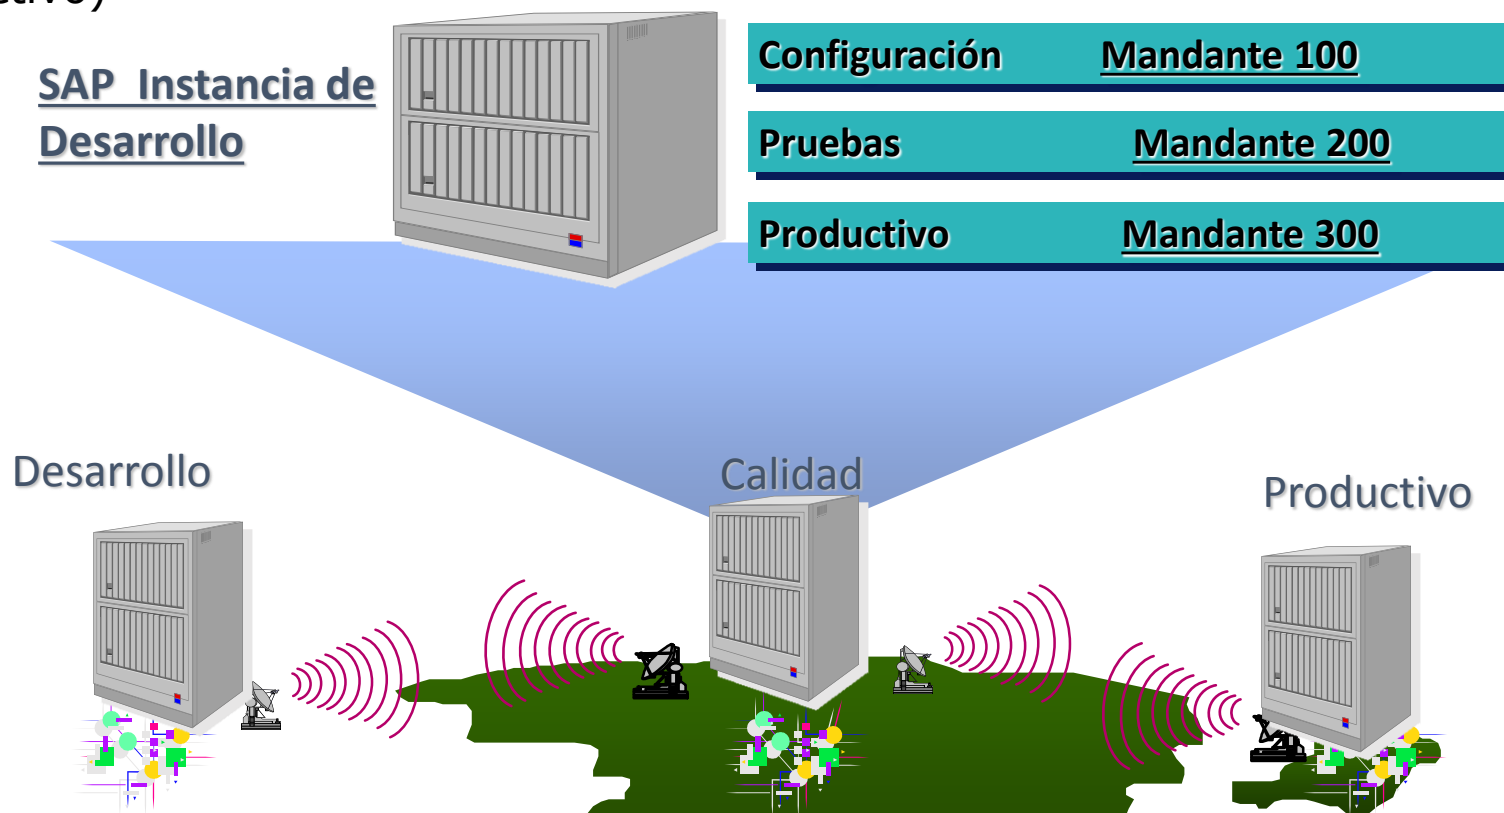 SAP Instancia de
Desarrollo
Configuración Mandante 100
Pruebas Mandante 200
Productivo Mandante 300
Desarrollo
Calidad
Productivo